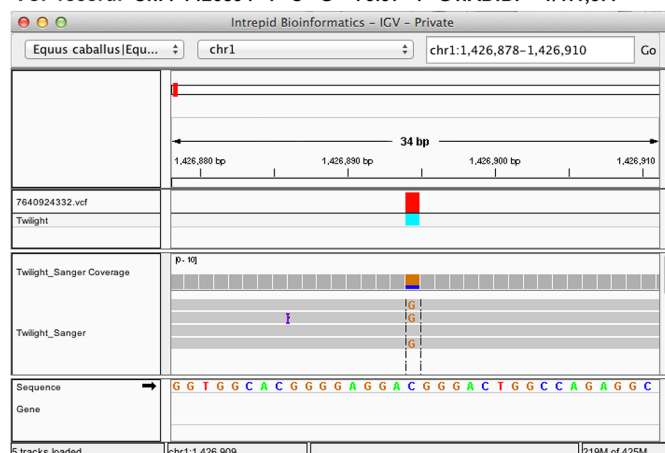 Intrepid Bioinformatics – IGV – Private
Equus caballus|Equ... chr1 chr1:1,426,878–1,426,910 Go
34 bp
1,426,880 bp 1,426,890 bp 1,426,900 bp 1,426,910
7640924332.vcf
Twilight
[0 - 10]
Twilight_Sanger Coverage
G
G
Twilight_Sanger
G
Sequence G G T G G C A C G G G G A G G A C G G G A C T G G C C A G A G G C
Gene
5 tracks loaded chr1:1,426,909 219M of 425M